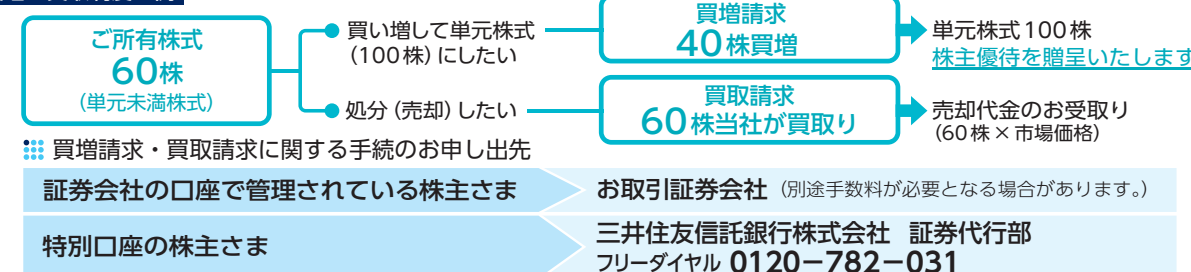 ご所有株式
60株
(単元未満株式)
買い増して単元株式
(100株)にしたい
買増請求
40株買増
単元株式100株
株主優待を贈呈いたします
処分(売却)したい
買取請求
60株当社が買取り
売却代金のお受取り
(60株×市場価格)
買増請求・買取請求に関する手続のお申し出先
証券会社の口座で管理されている株主さま
お取引証券会社(別途手数料が必要となる場合があります。)
特別口座の株主さま
三井住友信託銀行株式会社 証券代行部
フリーダイヤル 0120-782-031